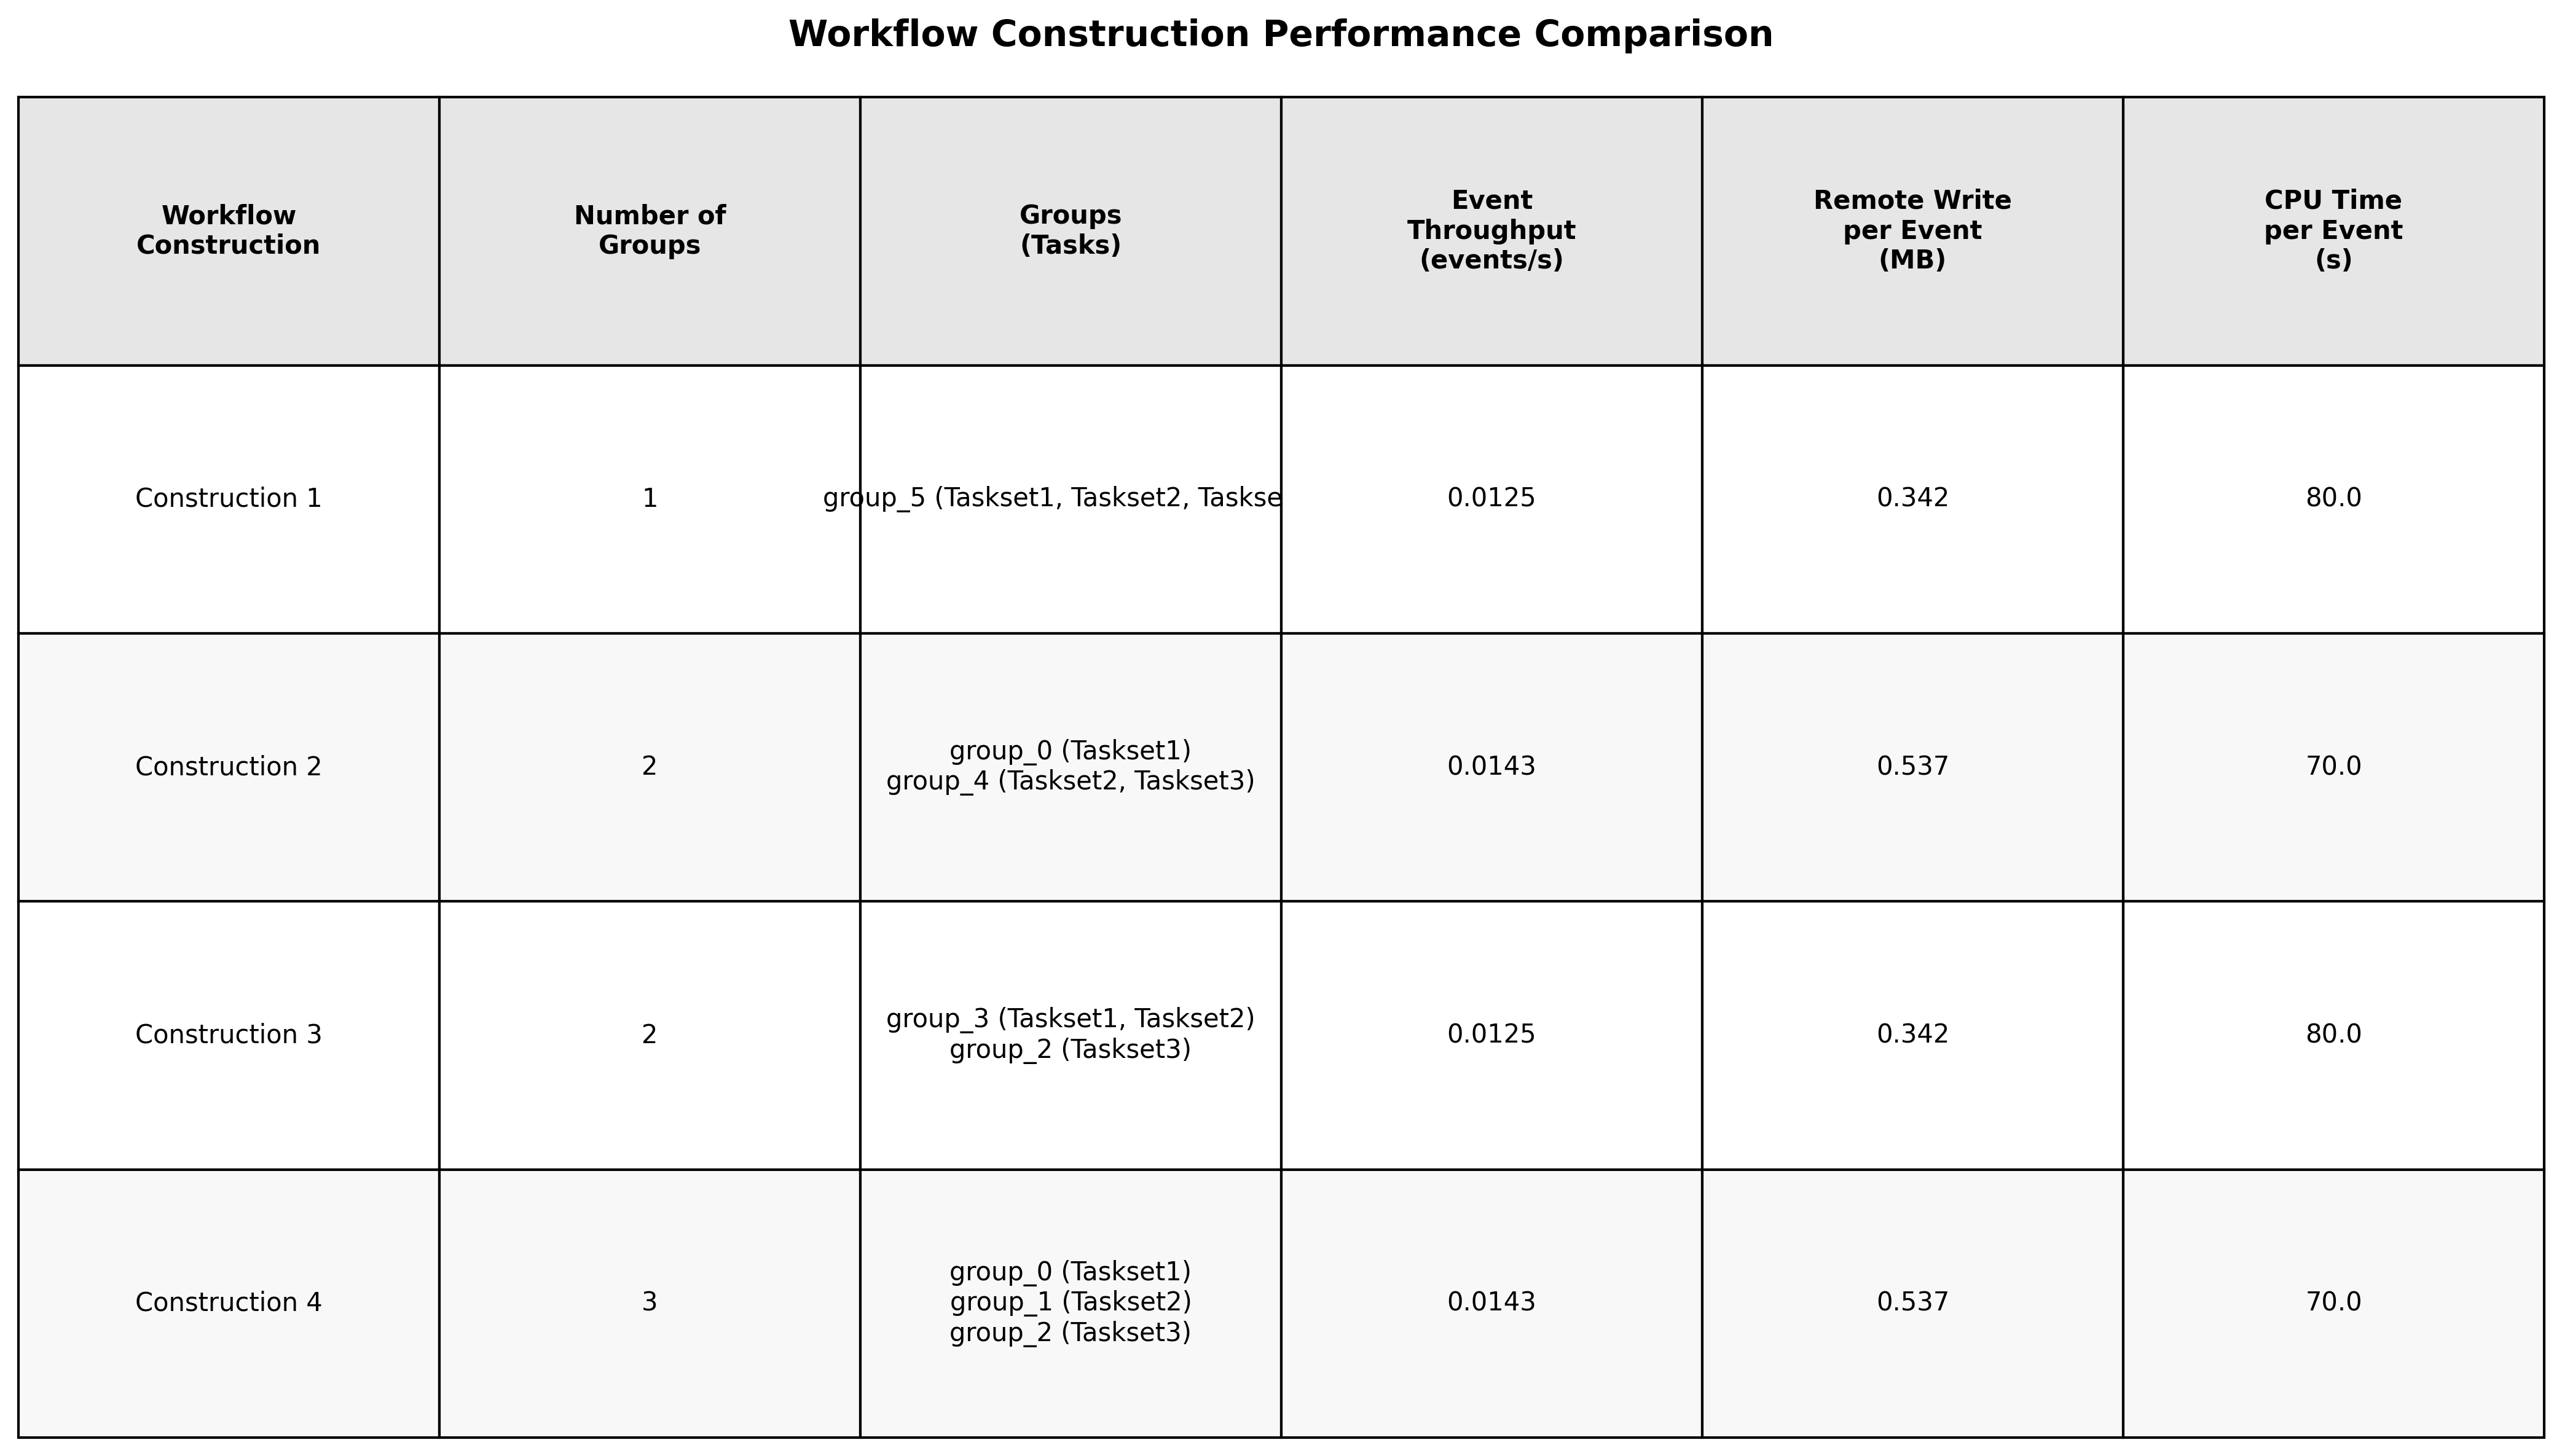 Workflow Construction Performance Comparison
Workflow
Construction
Number of
Groups
Groups
(Tasks)
Event
Throughput
(events/s)
Remote Write
per Event
(MB)
CPU Time
per Event
(s)
Construction 1
1
group_5 (Taskset1, Taskset2, Taskse
0.0125
0.342
80.0
Construction 2
2
group_0 (Taskset1)
group_4 (Taskset2, Taskset3)
0.0143
0.537
70.0
Construction 3
2
group_3 (Taskset1, Taskset2)
group_2 (Taskset3)
0.0125
0.342
80.0
Construction 4
3
group_0 (Taskset1)
group_1 (Taskset2)
group_2 (Taskset3)
0.0143
0.537
70.0